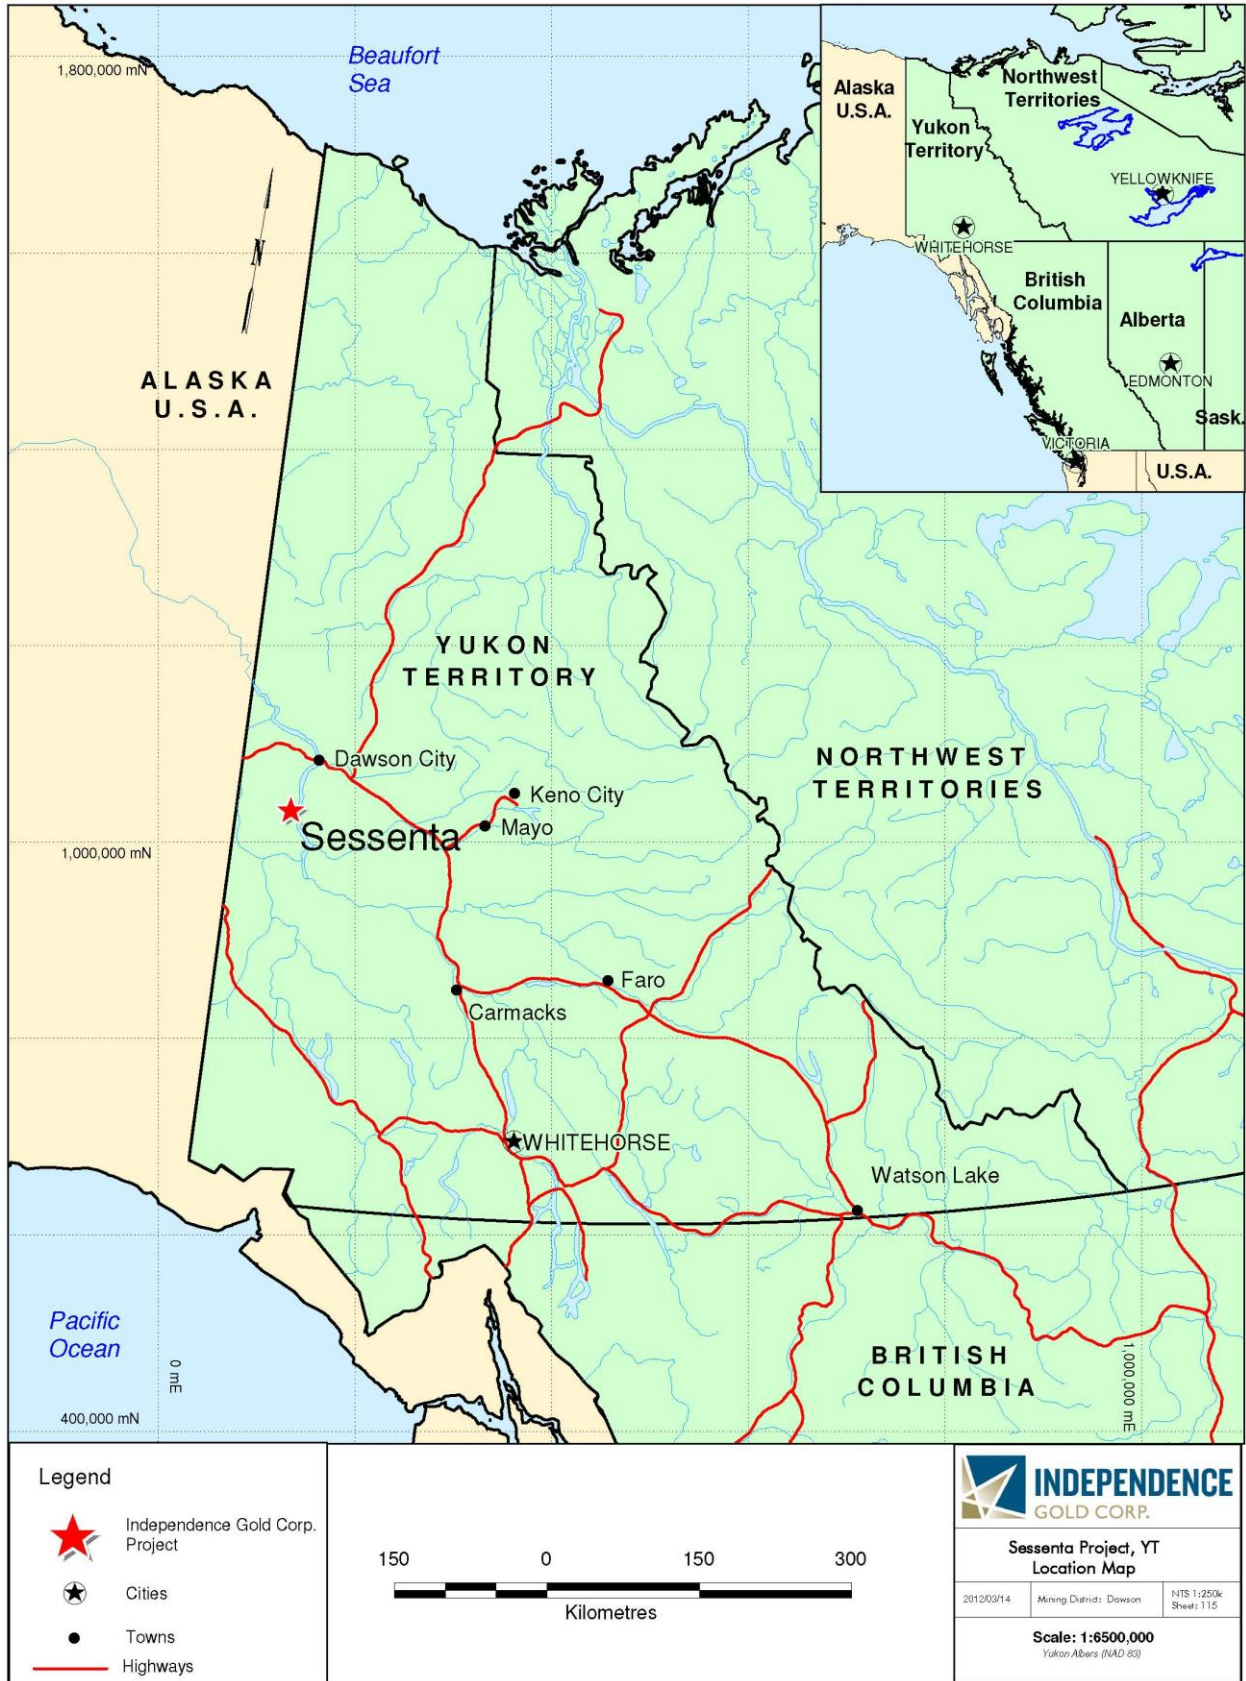 Beaufort
Sea
1,800,000 mN
N
ALASKA
U.S.A.
Alaska
U.S.A.
Northwest
Territories
Yukon
Territory
YELLOWKNIFE
WHITEHORSE
British
Columbia
Alberta
EDMONTON
Sask.
VICTORIA
U.S.A.
YUKON
TERRITORY
NORTHWEST
TERRITORIES
Dawson City
Keno City
Mayo
Sessenta
1,000,000 mN
Faro
Carmacks
WHITEHORSE
Watson Lake
Pacific
Ocean
0 mE
1,000,000 mE
BRITISH
COLUMBIA
400,000 mN
Legend
Independence Gold Corp.
Project
Cities
Towns
Highways
150 0 150 300
Kilometres
INDEPENDENCE
GOLD CORP.
Sessenta Project, YT
Location Map
2012/03/14
Mining District: Dawson
NTS 1:250k
Sheet: 115
Scale: 1:6500,000
Yukon Albers (NAD 83)